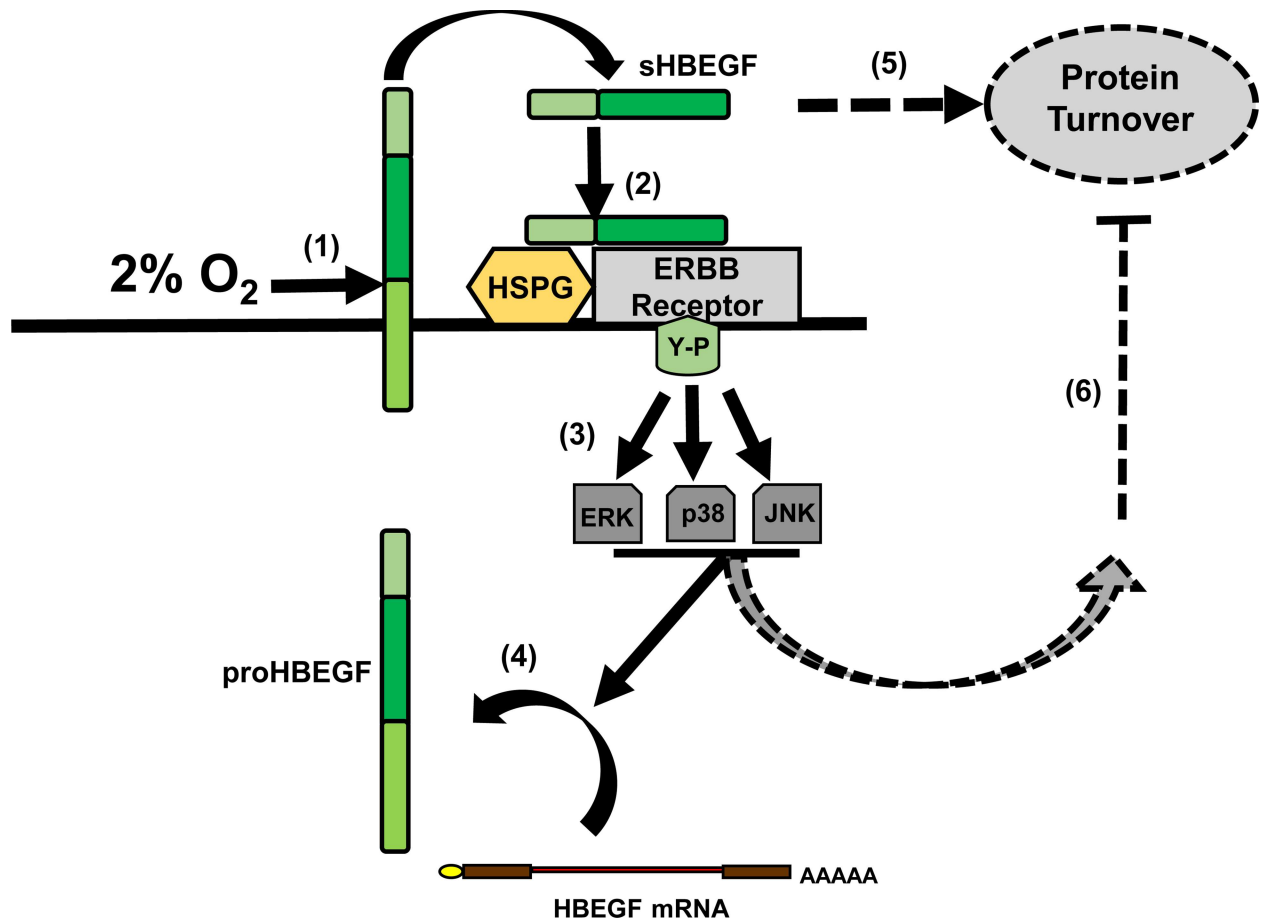 sHBEGF
(5)
Protein
Turnover
(2)
(1)
2% O2
HSPG
ERBB
Receptor
Y-P
(3)
(6)
ERK
p38
JNK
(4)
proHBEGF
AAAAA
HBEGF mRNA